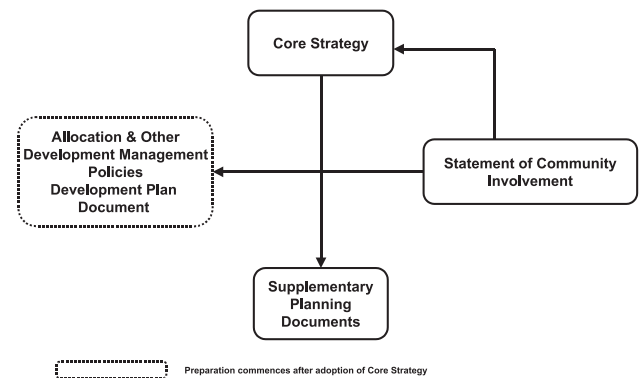 Core Strategy
Allocation & Other
Development Management
Policies
Development Plan
Document
Statement of Community
Involvement
Supplementary
Planning
Documents
Preparation commences after adoption of Core Strategy